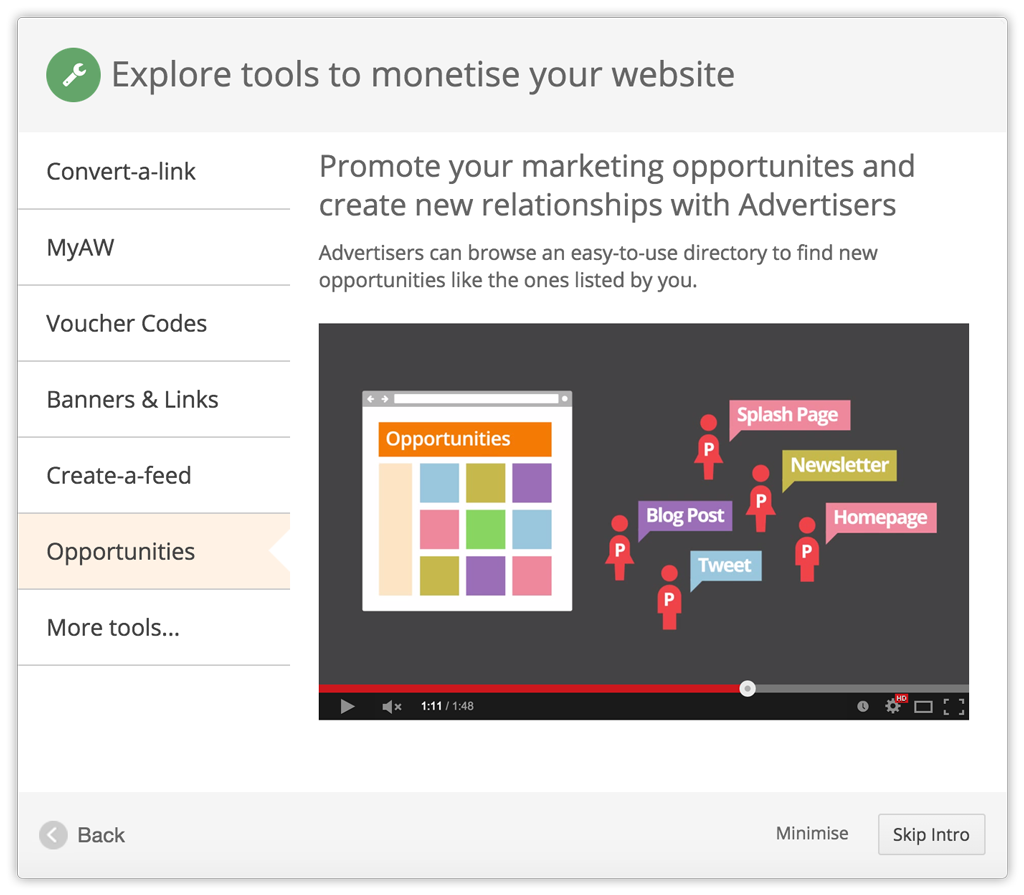 Explore tools to monetise your website
Convert-a-link
MyAW
Voucher Codes
Banners & Links
Create-a-feed
Opportunities
More tools...
Promote your marketing opportunites and
create new relationships with Advertisers
Advertisers can browse an easy-to-use directory to find new
opportunities like the ones listed by you.
Opportunities
Splash Page
P
Newsletter
P
Blog Post
P
Homepage
P
Tweet
P
1:11 / 1:48
HD
Back
Minimise
Skip Intro